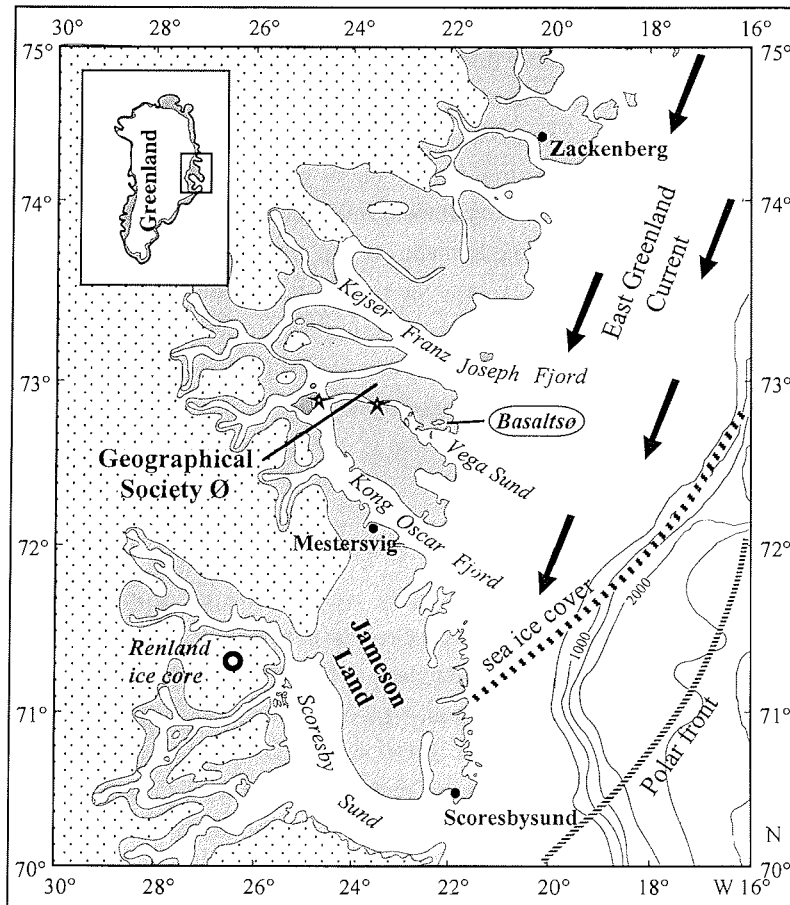 30° 28° 26° 24° 22° 20° 18° 16°
75° 75°
Greenland
Zackenberg
74° 74°
East Greenland
Current
Kejser Franz Joseph Fjord
73° 73°
Basaltsø
Geographical
Society Ø
Vega Sund
Kong Oscar Fjord
72° 72°
Mestersvig
sea ice cover
1000
2000
Renland
ice core
Jameson
Land
71° 71°
Scoresby Sund
Polar front
Scoresbysund
N
70° 70°
30° 28° 26° 24° 22° 20° 18° W 16°